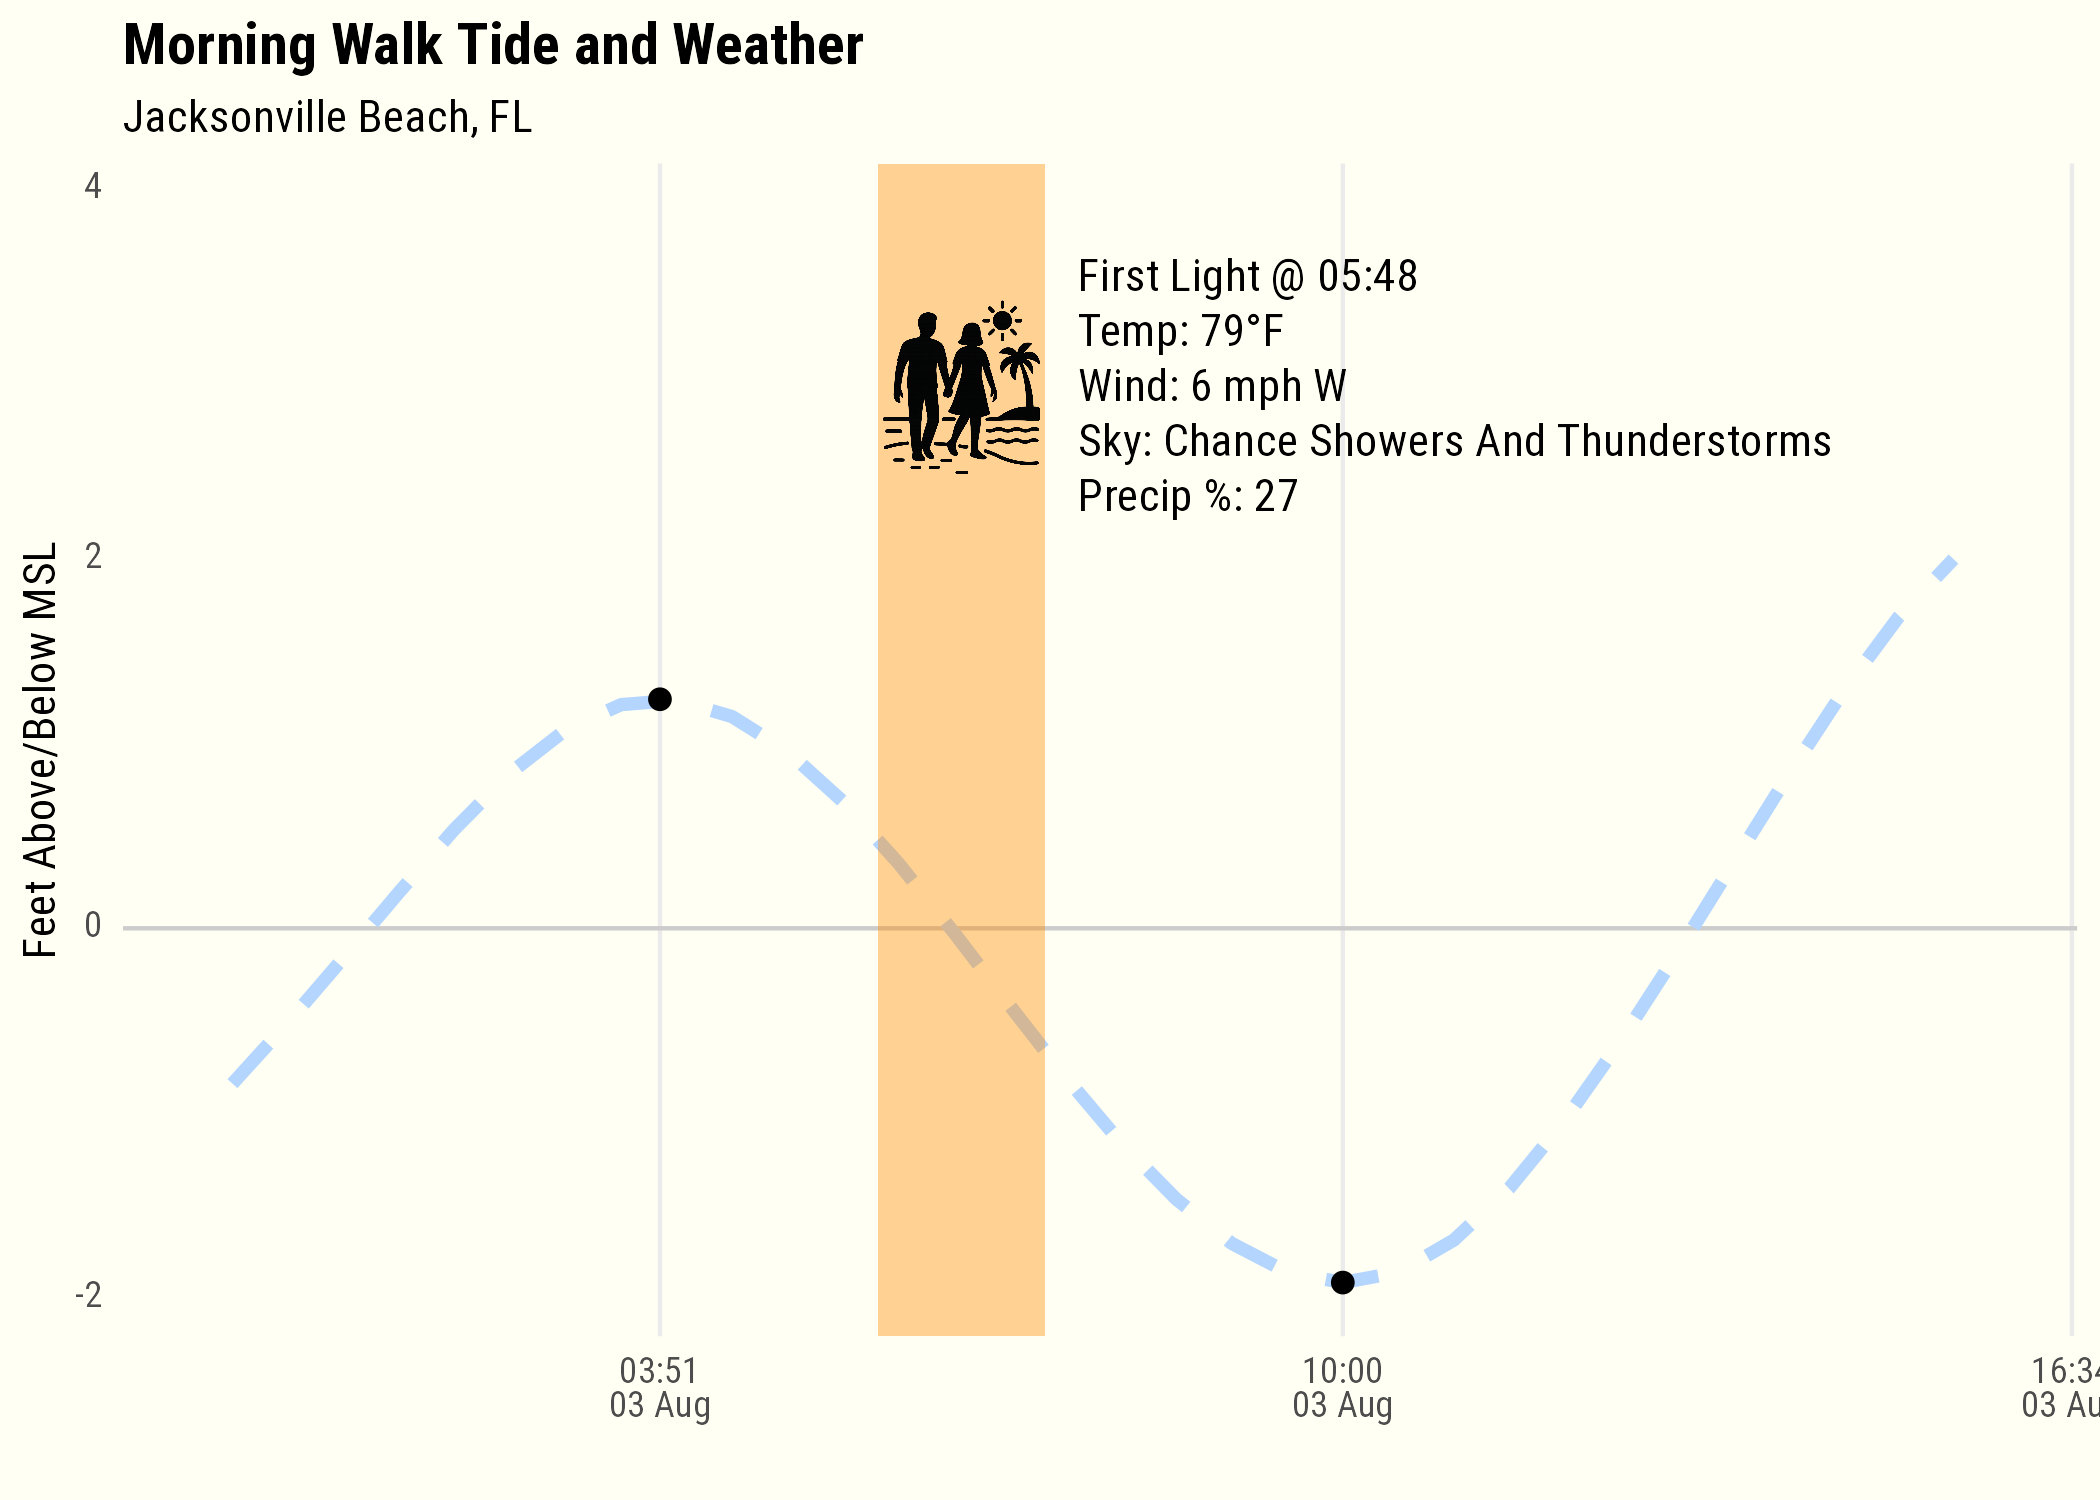 Morning Walk Tide and Weather
Jacksonville Beach, FL
4
First Light @ 05:48
Temp: 79°F
Wind: 6 mph W
Sky: Chance Showers And Thunderstorms
Precip %: 27
2
Feet Above/Below MSL
0
-2
03:51
03 Aug
10:00
03 Aug
16:34
03 Au